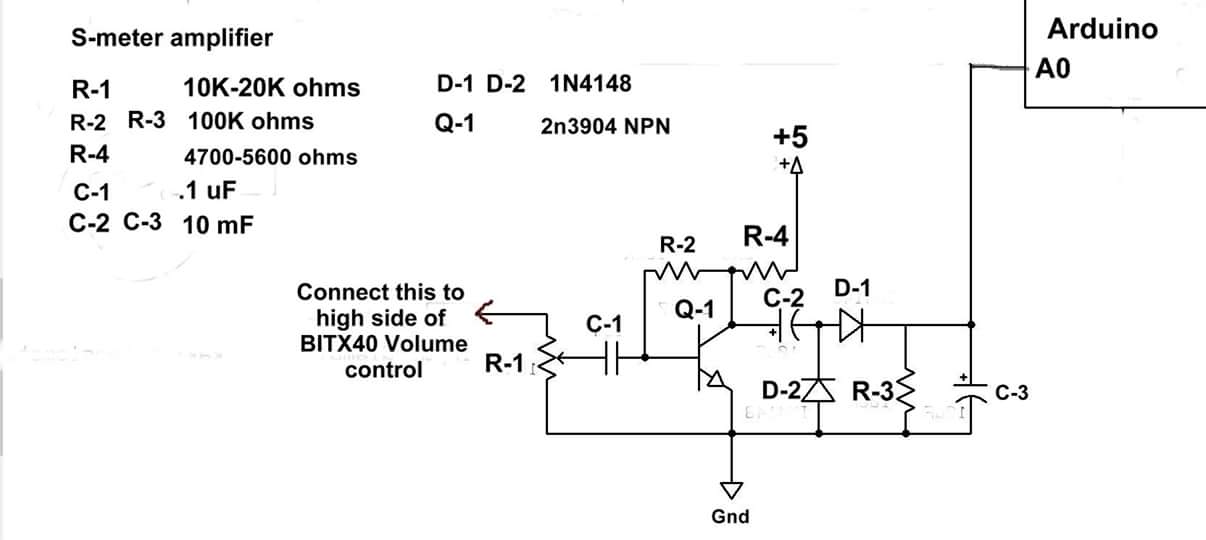 S-meter amplifier
R-1 10K-20K ohms
R-2 R-3 100K ohms
R-4 4700-5600 ohms
C-1 .1 uF
C-2 C-3 10 mF
D-1 D-2 1N4148
Q-1 2n3904 NPN
Arduino
A0
+5
+
R-2
R-4
Connect this to
high side of
BITX40 Volume
control
R-1
C-1
Q-1
C-2
+
D-1
D-2
R-3
+
C-3
Gnd